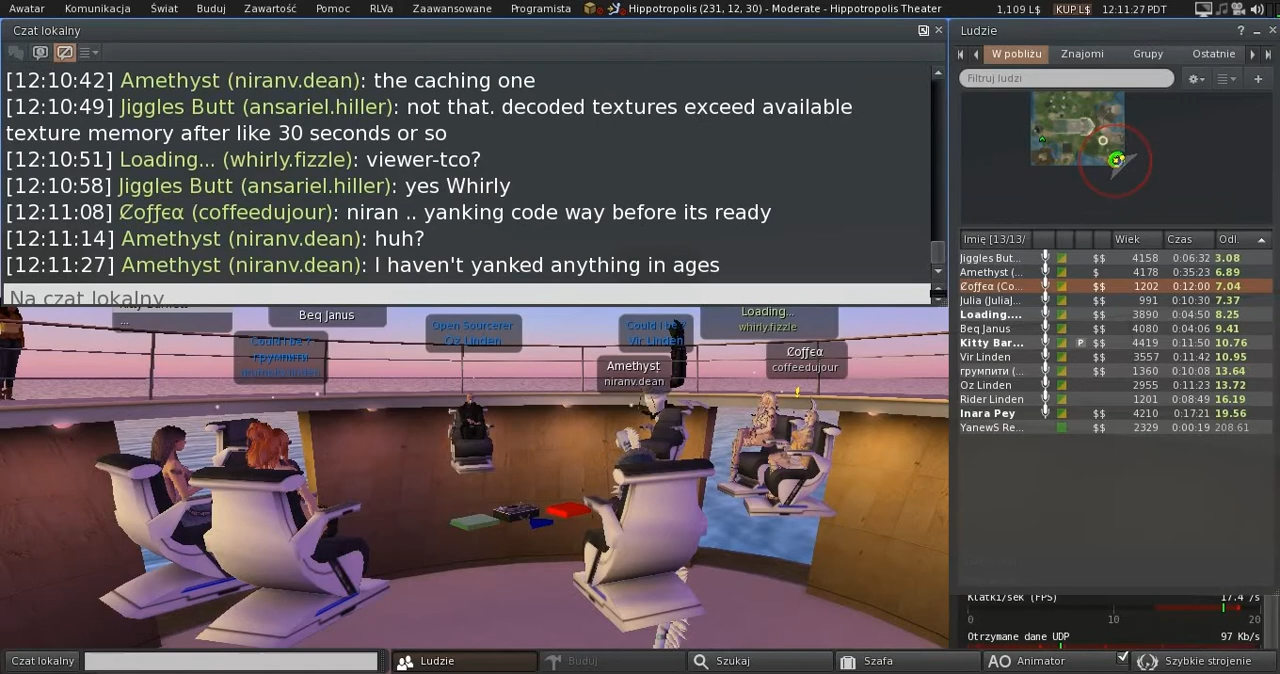 Awatar Komunikacja Świat Buduj Zawartość Pomoc RLVa Zaawansowane Programista Hippotropolis (231, 12, 30) - Moderate - Hippotropolis Theater 1,109 L$ KUP L$ 12:11:27 PDT
Czat lokalny
[12:10:42] Amethyst (niranv.dean): the caching one
[12:10:49] Jiggles Butt (ansariel.hiller): not that. decoded textures exceed available
texture memory after like 30 seconds or so
[12:10:51] Loading... (whirly.fizzle): viewer-tco?
[12:10:58] Jiggles Butt (ansariel.hiller): yes Whirly
[12:11:08] Ȼσƒƒєα (coffeedujour): niran .. yanking code way before its ready
[12:11:14] Amethyst (niranv.dean): huh?
[12:11:27] Amethyst (niranv.dean): I haven't yanked anything in ages
Na czat lokalny
...
Beq Janus
Could I be ?
грумпити
Open Sourcerer
Oz Linden
Could I be ?
Vir Linden
Amethyst
niranv.dean
Loading...
whirly.fizzle
Ȼσƒƒєα
coffeedujour
Ludzie
W pobliżu Znajomi Grupy Ostatnie
Filtruj ludzi
Imię [13/13/ Wiek Czas Odl.
Jiggles But... $$ 4158 0:06:32 3.08
Amethyst (... $ 4178 0:35:23 6.89
Ȼσƒƒєα (Co... $$ 1202 0:12:00 7.04
Julia (JuliaJ... 991 0:10:30 7.37
Loading.... $$ 3890 0:04:50 8.25
Beq Janus 4080 0:04:06 9.41
Kitty Bar... P $$ 4419 0:11:50 10.76
Vir Linden 3557 0:11:42 10.95
грумпити (... $$ 1360 0:10:08 13.64
Oz Linden 2955 0:11:23 13.72
Rider Linden 1201 0:08:49 16.19
Inara Pey $$ 4210 0:17:21 19.56
YanewS Re... $$ 2329 0:00:19 208.61
Klatki/sek (FPS) 17.4 /s
0 10 20
Otrzymane dane UDP 97 Kb/s
Czat lokalny Ludzie Buduj Szukaj Szafa AO Animator Szybkie strojenie